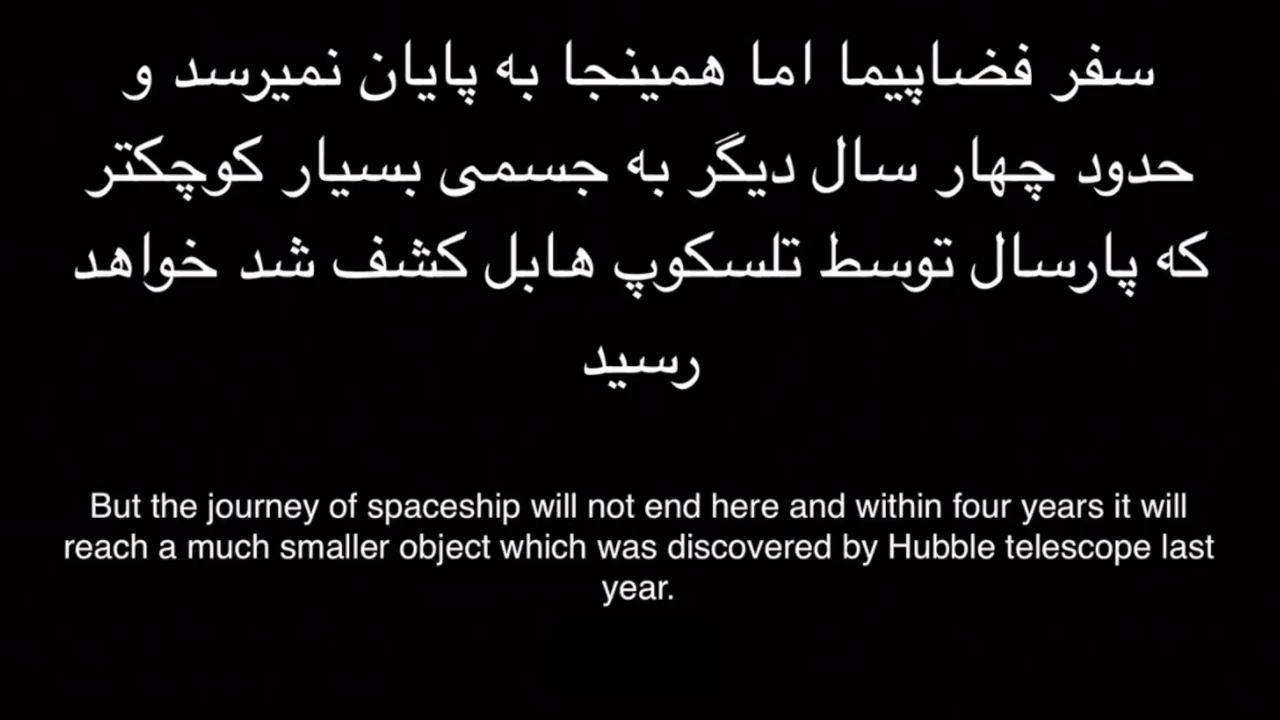 سفر فضاپیما اما همینجا به پایان نمیرسد و
حدود چهار سال دیگر به جسمی بسیار کوچکتر
که پارسال توسط تلسکوپ هابل کشف شد خواهد
رسید
But the journey of spaceship will not end here and within four years it will
reach a much smaller object which was discovered by Hubble telescope last
year.